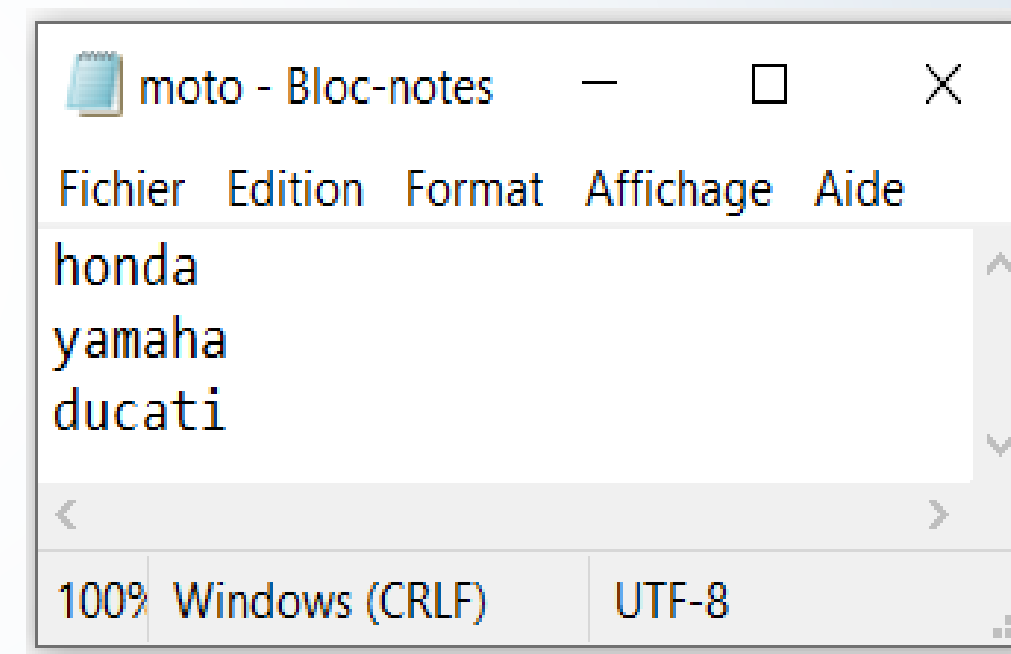 moto - Bloc-notes
Fichier Edition Format Affichage Aide
honda
yamaha
ducati
100% Windows (CRLF) UTF-8